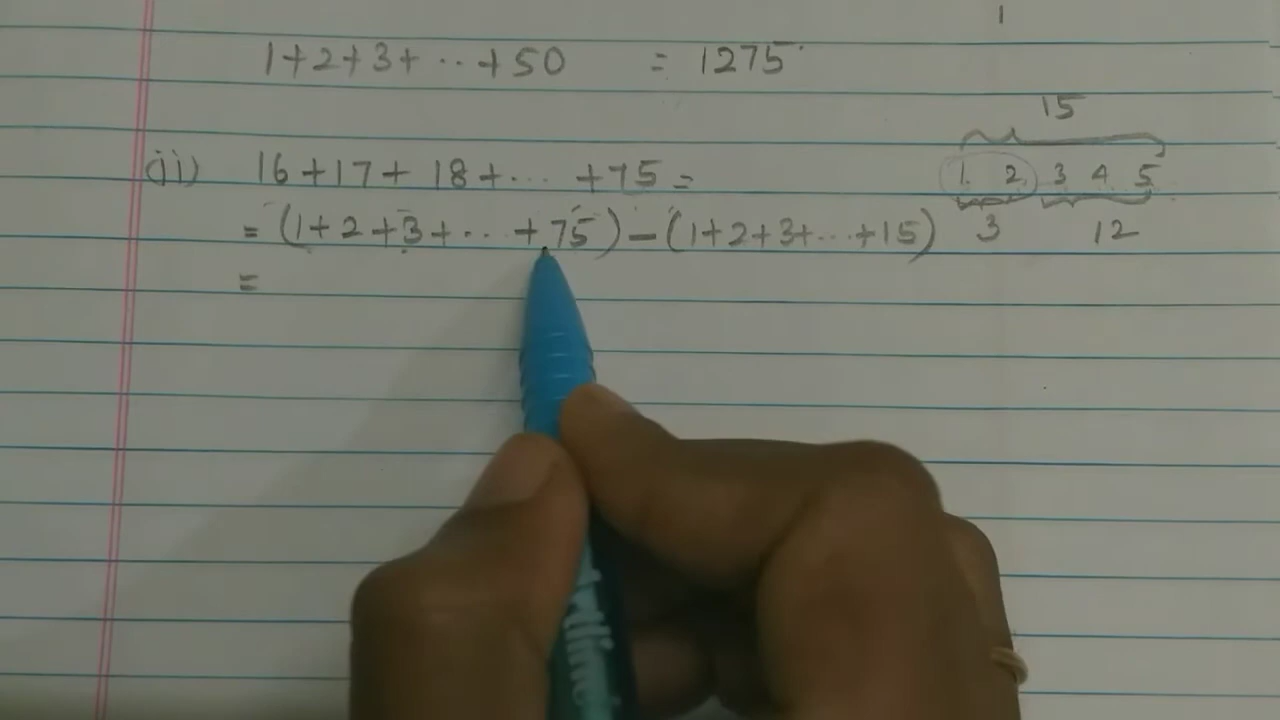 1+2+3+ ··· +50 = 1275
15
(ii) 16+17+ 18+··· +75 =
1 2 3 4 5
= (1+2+3+··· +75) - (1+2+3+···+15)
3 12
=